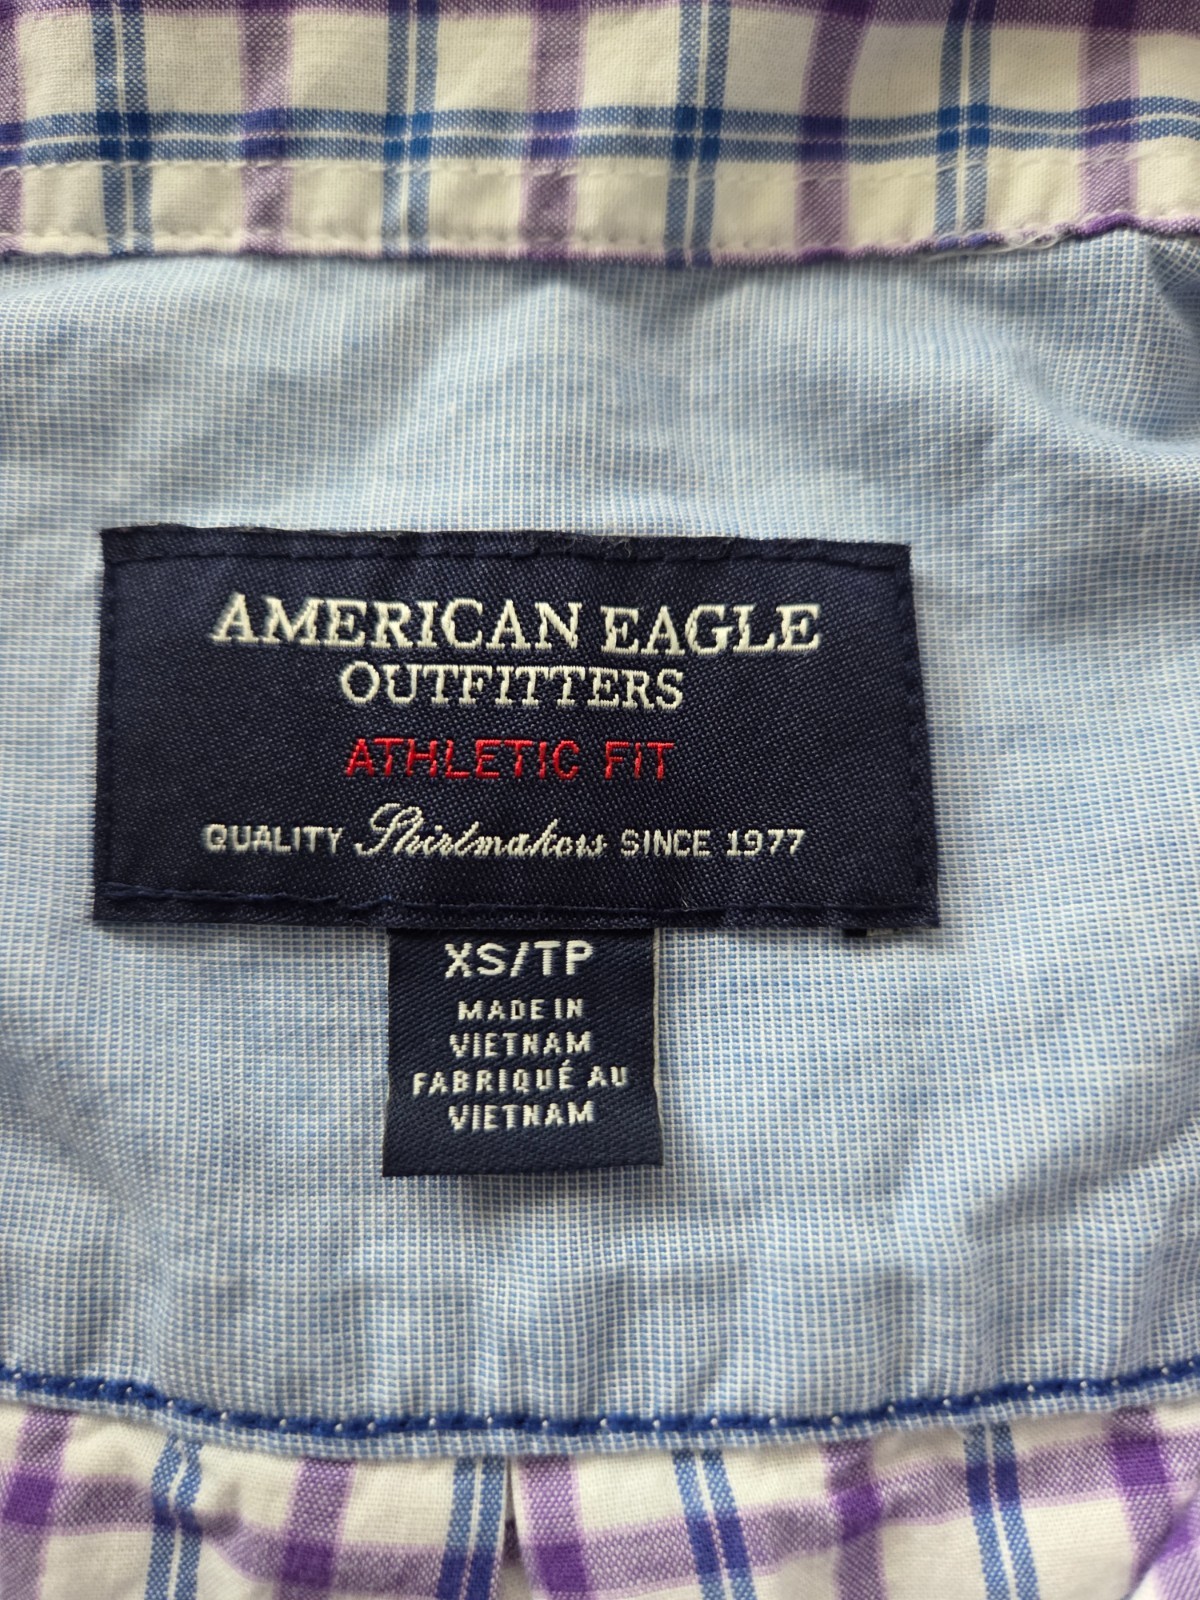 AMERICAN EAGLE
OUTFITTERS
ATHLETIC FIT
QUALITY Shirtmakers SINCE 1977
XS/TP
MADE IN
VIETNAM
FABRIQUÉ AU
VIETNAM